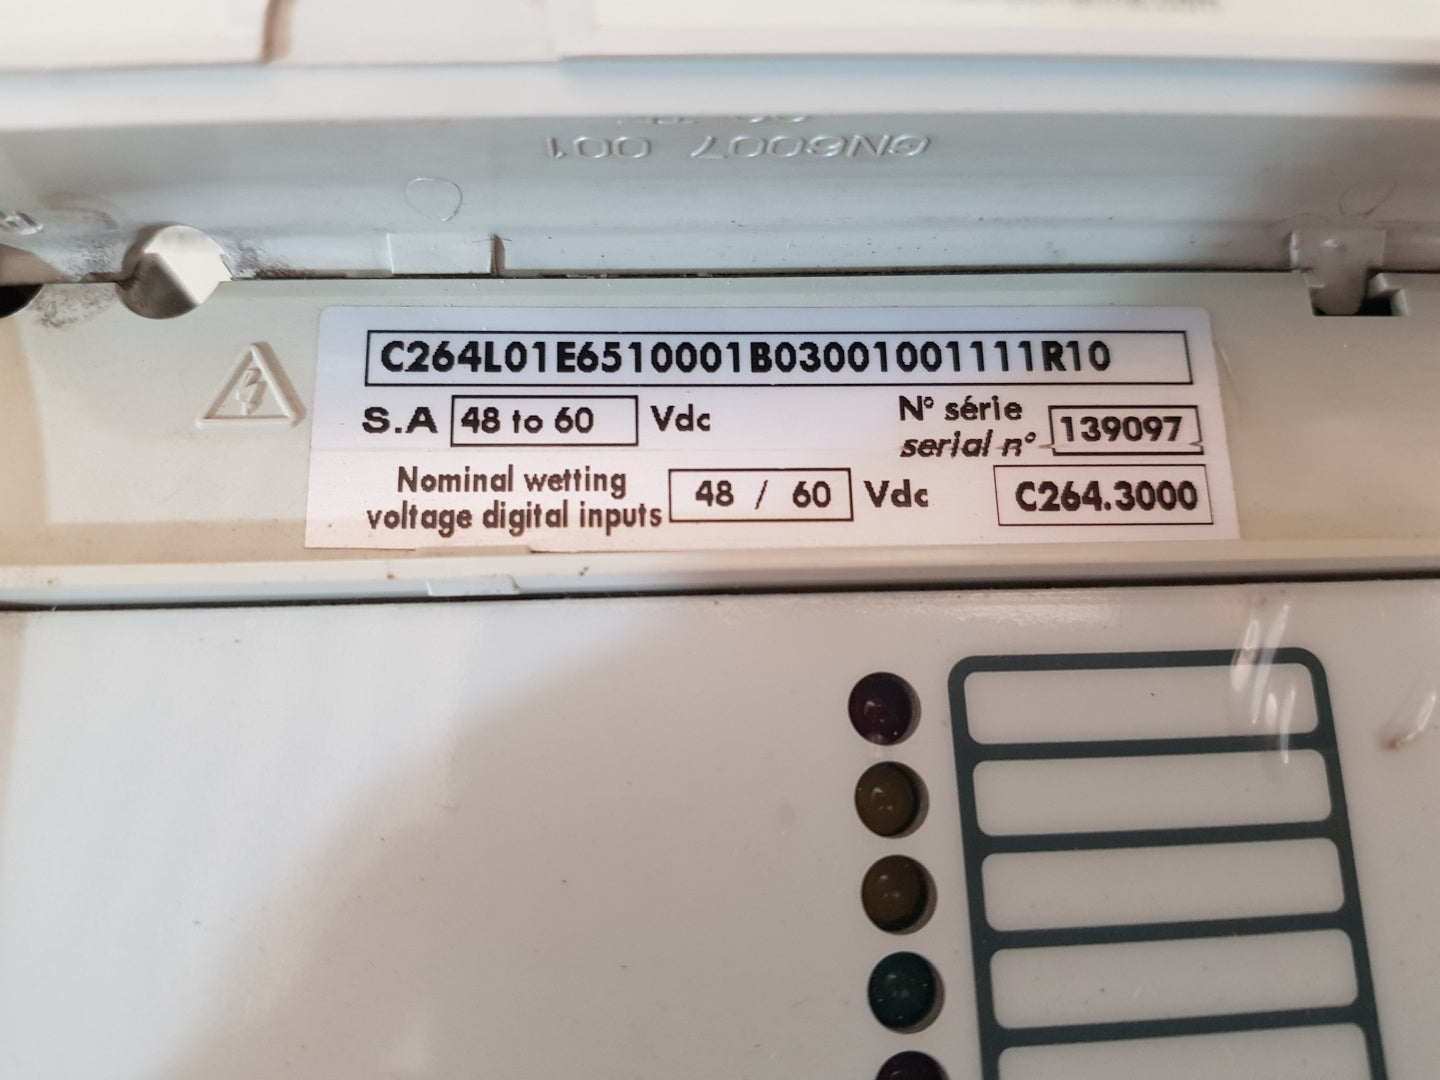 GN6007 001
C264L01E6510001B03001001111R10
S.A 48 to 60 Vdc
N° série
serial n° 139097
Nominal wetting
voltage digital inputs 48 / 60 Vdc
C264.3000